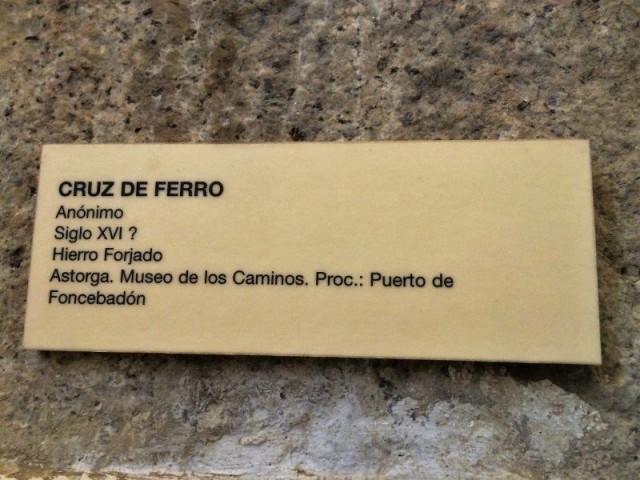 CRUZ DE FERRO
Anónimo
Siglo XVI ?
Hierro Forjado
Astorga. Museo de los Caminos. Proc.: Puerto de
Foncebadón